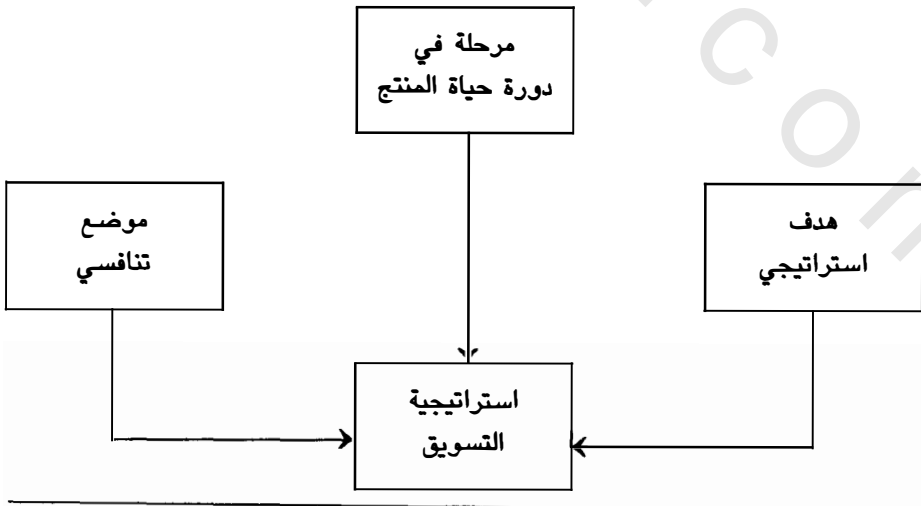 مرحلة في
دورة حياة المنتج
هدف
استراتيجي
موضع
تنافسي
استراتيجية
التسويق